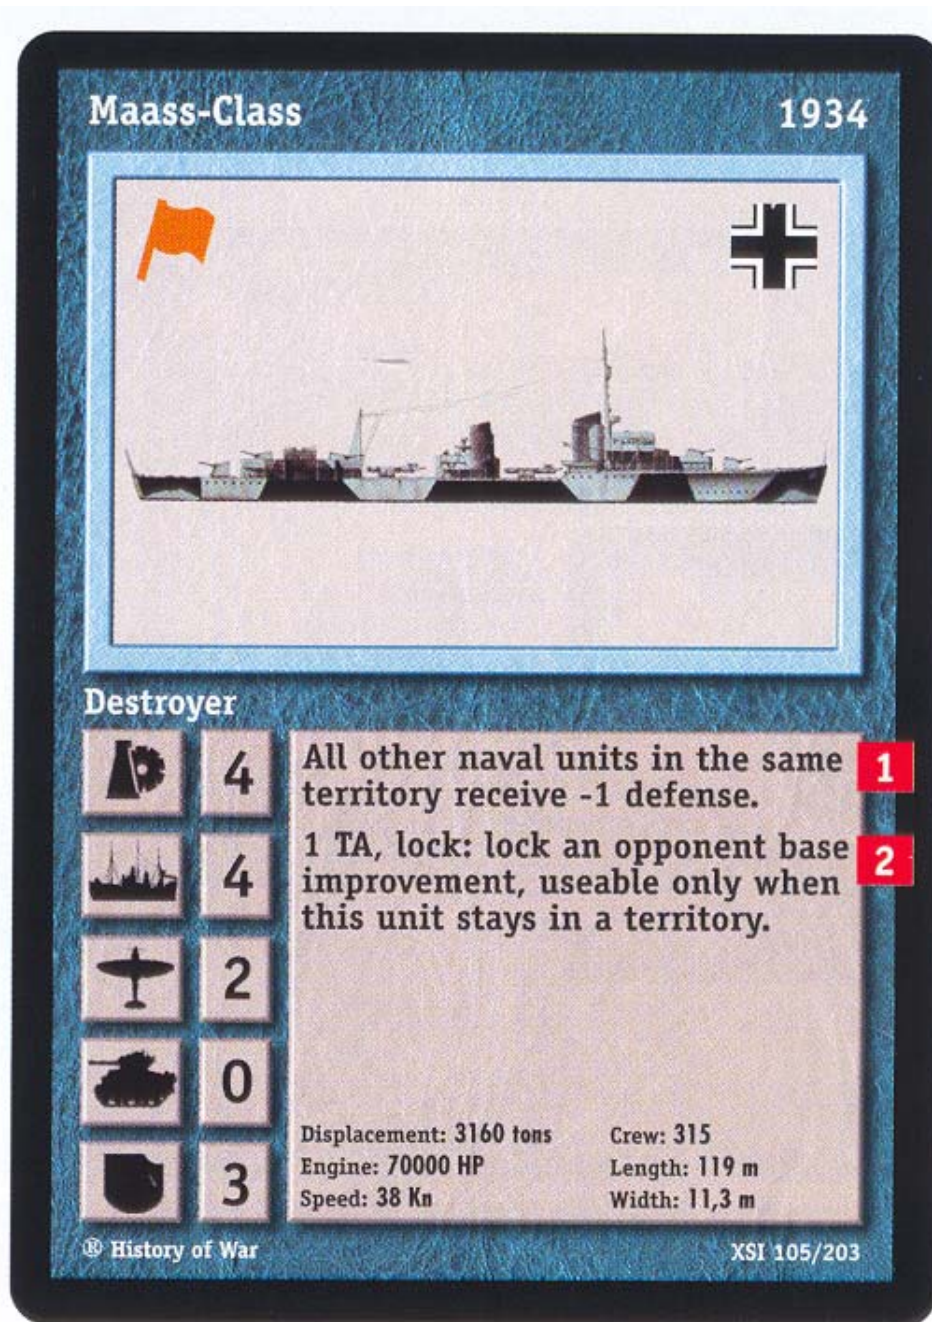 Maass-Class 1934
Destroyer
4
4
2
0
3
All other naval units in the same
territory receive -1 defense.
1
1 TA, lock: lock an opponent base
improvement, useable only when
this unit stays in a territory.
2
Displacement: 3160 tons Crew: 315
Engine: 70000 HP Length: 119 m
Speed: 38 Kn Width: 11,3 m
® History of War XSI 105/203